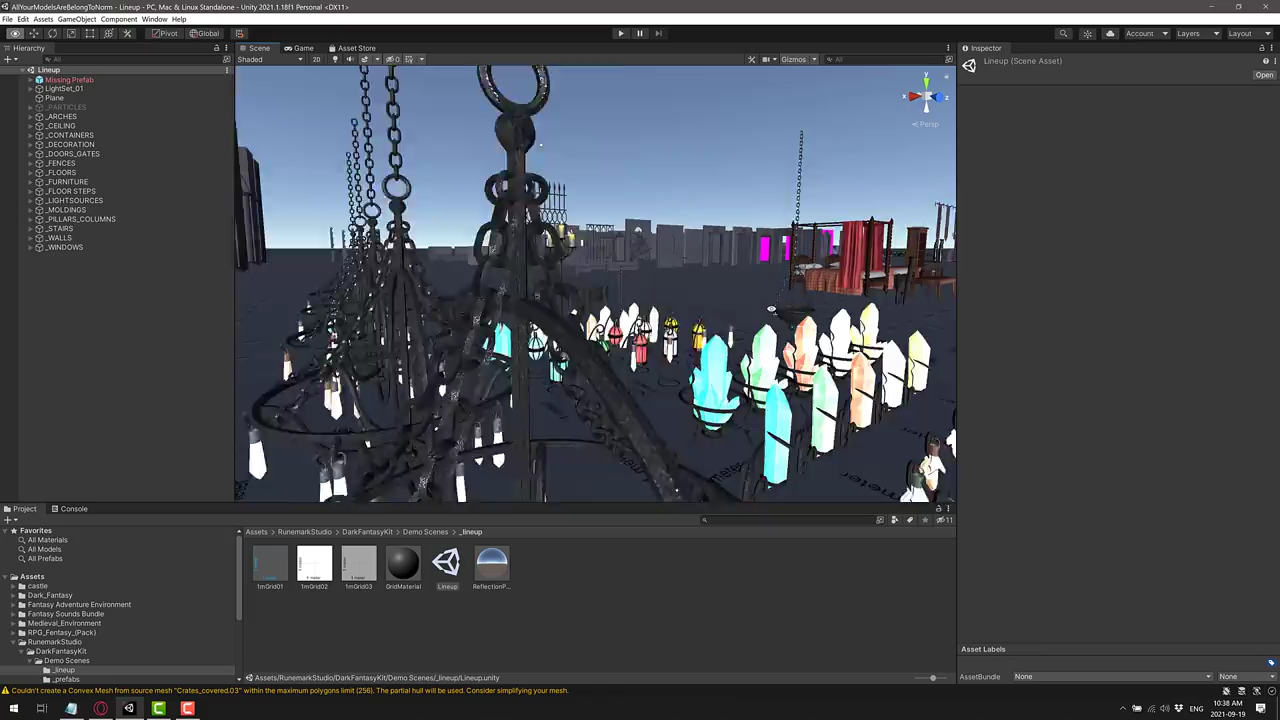 AllYourModelsAreBelongToNorm - Lineup - PC, Mac & Linux Standalone - Unity 2021.1.18f1 Personal <DX11>
File Edit Assets GameObject Component Window Help
Pivot Global Account Layers Layout
Hierarchy Scene Game Asset Store Inspector
All Shaded 2D 0 Gizmos All
Lineup
Missing Prefab
LightSet_01
Plane
_PARTICLES
_ARCHES
_CEILING
_CONTAINERS
_DECORATION
_DOORS_GATES
_FENCES
_FLOORS
_FURNITURE
_FLOOR STEPS
_LIGHTSOURCES
_MOLDINGS
_PILLARS_COLUMNS
_STAIRS
_WALLS
_WINDOWS
y
x z
Persp
meter
meter
Lineup (Scene Asset)
Open
Project Console
11
Favorites
All Materials
All Models
All Prefabs
Assets
castle
Dark_Fantasy
Fantasy Adventure Environment
Fantasy Sounds Bundle
Medieval_Environment
RPG_Fantasy_(Pack)
RunemarkStudio
DarkFantasyKit
Demo Scenes
_lineup
_prefabs
Assets RunemarkStudio DarkFantasyKit Demo Scenes _lineup
1mGrid01 1mGrid02 1mGrid03 GridMaterial Lineup ReflectionP...
Assets/RunemarkStudio/DarkFantasyKit/Demo Scenes/_lineup/Lineup.unity
Asset Labels
AssetBundle None None
Couldn't create a Convex Mesh from source mesh "Crates_covered.03" within the maximum polygons limit (256). The partial hull will be used. Consider simplifying your mesh.
ENG
10:38 AM
2021-09-19